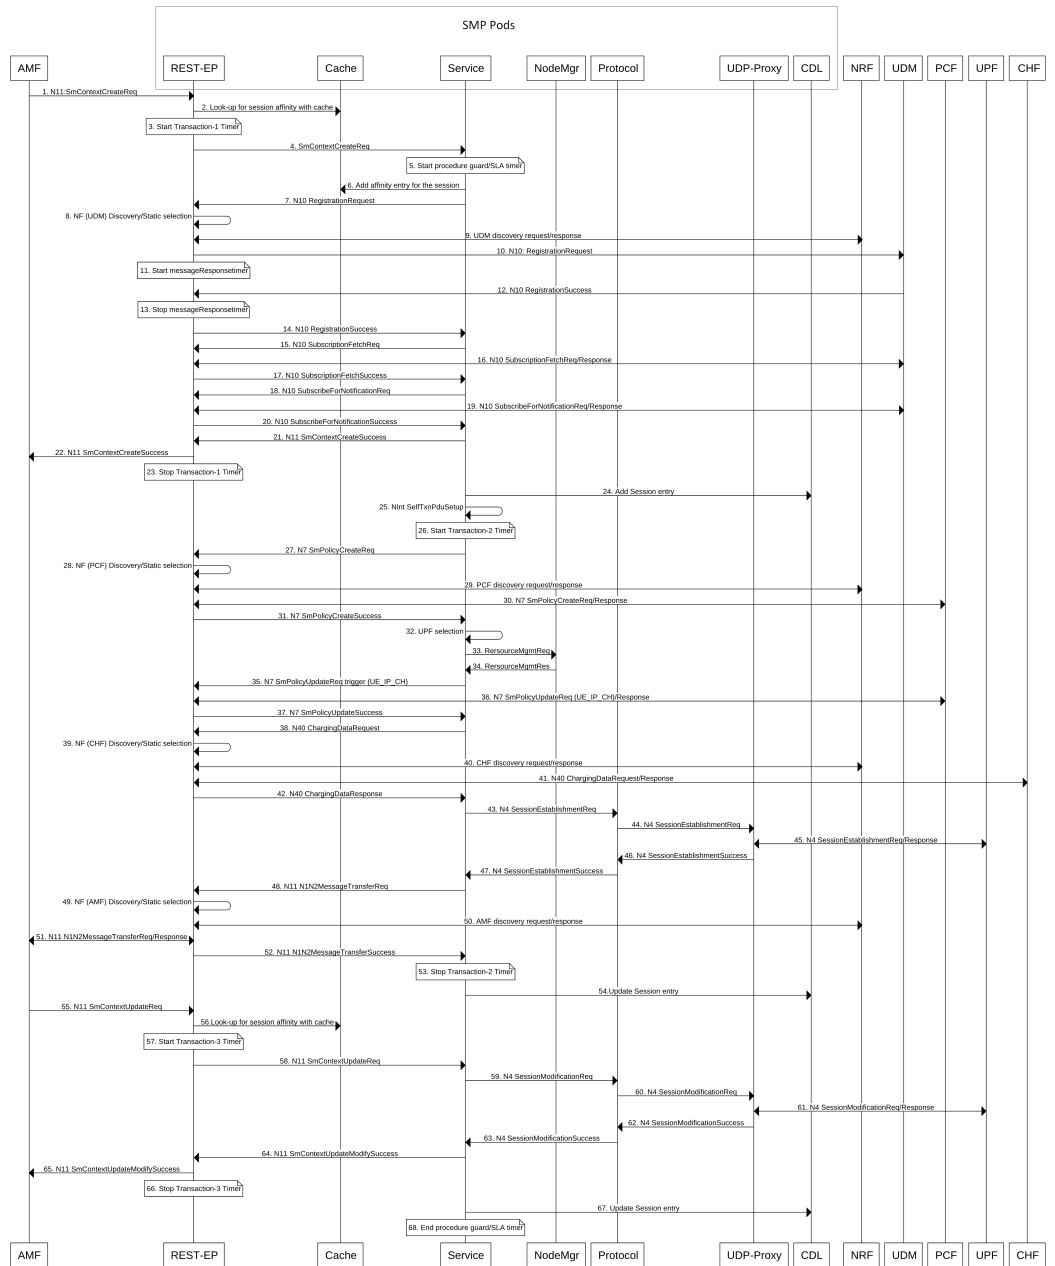 SMP Pods
AMF REST-EP Cache Service NodeMgr Protocol UDP-Proxy CDL NRF UDM PCF UPF CHF
1. N11:SmContextCreateReq
2. Look-up for session affinity with cache
3. Start Transaction-1 Timer
4. SmContextCreateReq
5. Start procedure guard/SLA timer
6. Add affinity entry for the session
7. N10 RegistrationRequest
8. NF (UDM) Discovery/Static selection
9. UDM discovery request/response
10. N10: RegistrationRequest
11. Start messageResponsetimer
12. N10 RegistrationSuccess
13. Stop messageResponsetimer
14. N10 RegistrationSuccess
15. N10 SubscriptionFetchReq
16. N10 SubscriptionFetchReq/Response
17. N10 SubscriptionFetchSuccess
18. N10 SubscribeForNotificationReq
19. N10 SubscribeForNotificationReq/Response
20. N10 SubscribeForNotificationSuccess
21. N11 SmContextCreateSuccess
22. N11 SmContextCreateSuccess
23. Stop Transaction-1 Timer
24. Add Session entry
25. NInt SelfTxnPduSetup
26. Start Transaction-2 Timer
27. N7 SmPolicyCreateReq
28. NF (PCF) Discovery/Static selection
29. PCF discovery request/response
30. N7 SmPolicyCreateReq/Response
31. N7 SmPolicyCreateSuccess
32. UPF selection
33. RersourceMgmtReq
34. RersourceMgmtRes
35. N7 SmPolicyUpdateReq trigger (UE_IP_CH)
36. N7 SmPolicyUpdateReq (UE_IP_CH)/Response
37. N7 SmPolicyUpdateSuccess
38. N40 ChargingDataRequest
39. NF (CHF) Discovery/Static selection
40. CHF discovery request/response
41. N40 ChargingDataRequest/Response
42. N40 ChargingDataResponse
43. N4 SessionEstablishmentReq
44. N4 SessionEstablishmentReq
45. N4 SessionEstablishmentReq/Response
46. N4 SessionEstablishmentSuccess
47. N4 SessionEstablishmentSuccess
48. N11 N1N2MessageTransferReq
49. NF (AMF) Discovery/Static selection
50. AMF discovery request/response
51. N11 N1N2MessageTransferReq/Response
52. N11 N1N2MessageTransferSuccess
53. Stop Transaction-2 Timer
54.Update Session entry
55. N11 SmContextUpdateReq
56.Look-up for session affinity with cache
57. Start Transaction-3 Timer
58. N11 SmContextUpdateReq
59. N4 SessionModificationReq
60. N4 SessionModificationReq
61. N4 SessionModificationReq/Response
62. N4 SessionModificationSuccess
63. N4 SessionModificationSuccess
64. N11 SmContextUpdateModifySuccess
65. N11 SmContextUpdateModifySuccess
66. Stop Transaction-3 Timer
67. Update Session entry
68. End procedure guard/SLA timer
AMF REST-EP Cache Service NodeMgr Protocol UDP-Proxy CDL NRF UDM PCF UPF CHF